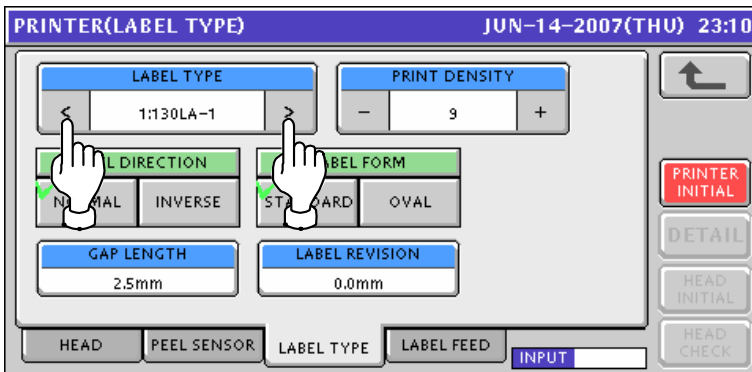 PRINTER(LABEL TYPE) JUN-14-2007(THU) 23:10
LABEL TYPE PRINT DENSITY
< 1:130LA-1 > - 9 +
DIRECTION FORM
INVERSE OVAL
PRINTER
INITIAL
DETAIL
GAP LENGTH LABEL REVISION
2.5mm 0.0mm
HEAD
INITIAL
HEAD PEEL SENSOR LABEL TYPE LABEL FEED INPUT
HEAD
CHECK